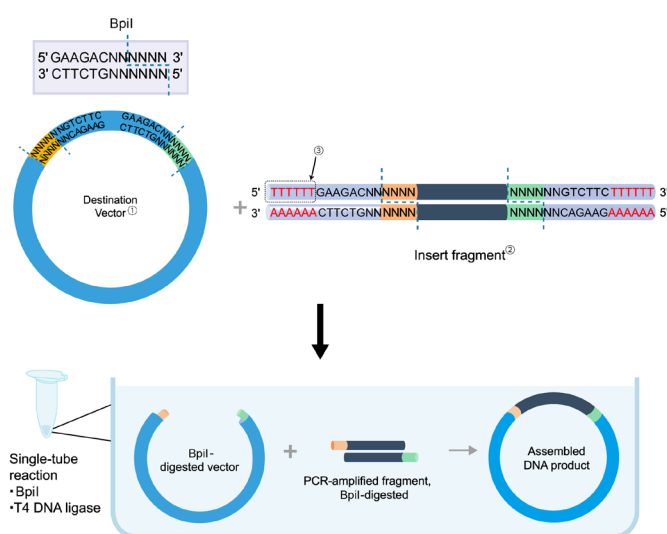 BpiI
5' GAAGACNNNNNN 3'
3' CTTCTGNNNNNN 5'
NNNNNNGTCTTC
NNNNNNCAGAAG
GAAGACNNNNNN
CTTCTGNNNNNN
Destination
Vector①
+
③
5' TTTTTTGAAGACNNNNNN NNNNNNGTCTTCTTTTTT 3'
3' AAAAAACTTCTGNNNNNN NNNNNNCAGAAGAAAAAA 5'
Insert fragment②
Single-tube
reaction
•BpiI
•T4 DNA ligase
BpiI-
digested vector
+
PCR-amplified fragment,
BpiI-digested
Assembled
DNA product